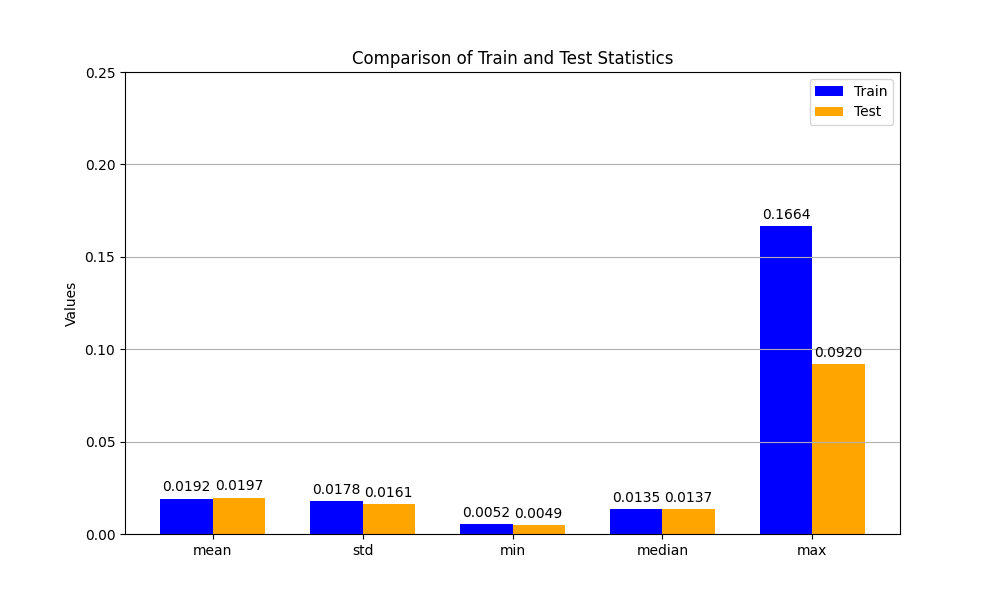 Comparison of Train and Test Statistics
0.25
0.20
0.15
0.10
0.05
0.00
Values
Train
Test
0.0192 0.0197
0.0178 0.0161
0.0052 0.0049
0.0135 0.0137
0.1664
0.0920
mean std min median max